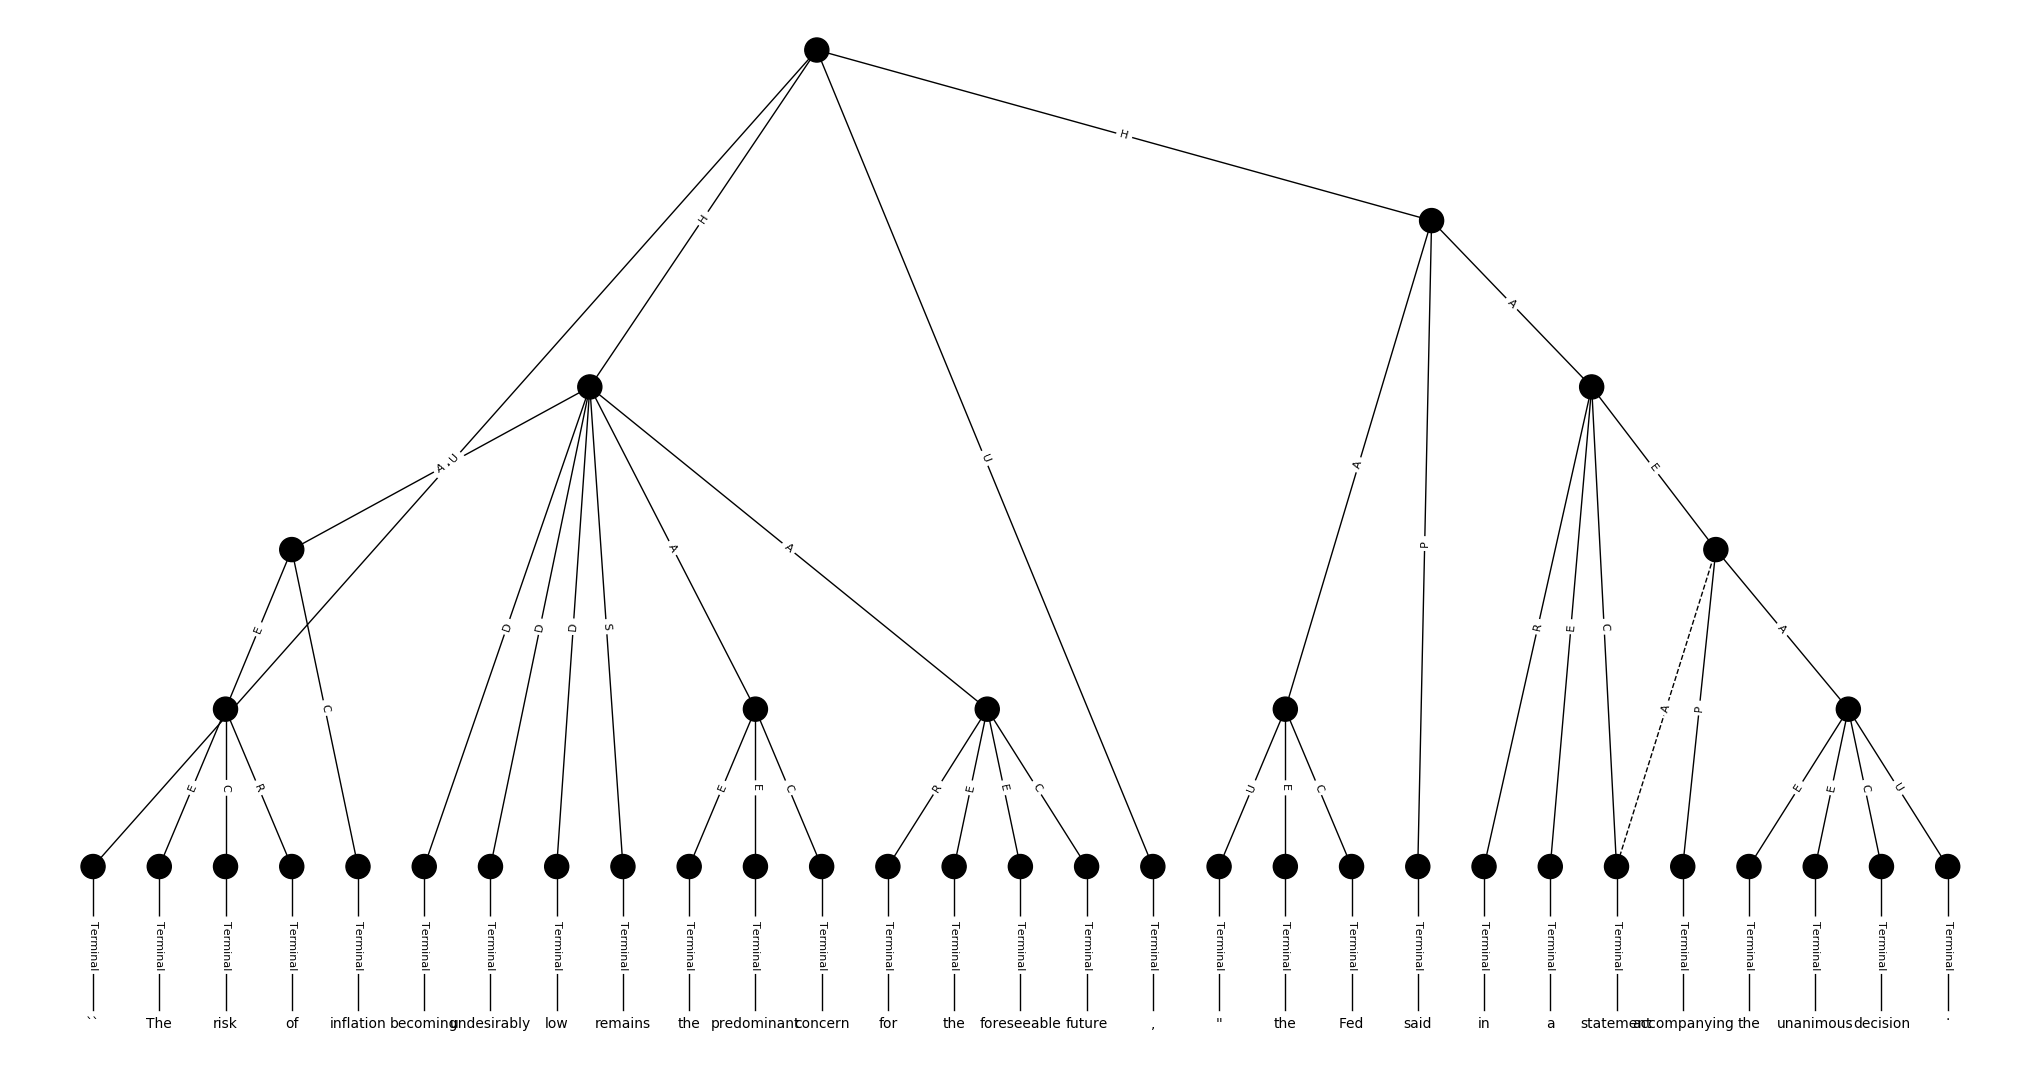 H
H
A
A U
U
A
P
E
A
A
E
D
D
D
S
R
E
C
A
C
A
P
E
C
R
E
E
C
R
E
E
C
U
E
C
E
E
C
U
Terminal Terminal Terminal Terminal Terminal Terminal Terminal Terminal Terminal Terminal Terminal Terminal Terminal Terminal Terminal Terminal Terminal Terminal Terminal Terminal Terminal Terminal Terminal Terminal Terminal Terminal Terminal Terminal Terminal
`` The risk of inflation becoming undesirably low remains the predominant concern for the foreseeable future , " the Fed said in a statement accompanying the unanimous decision .